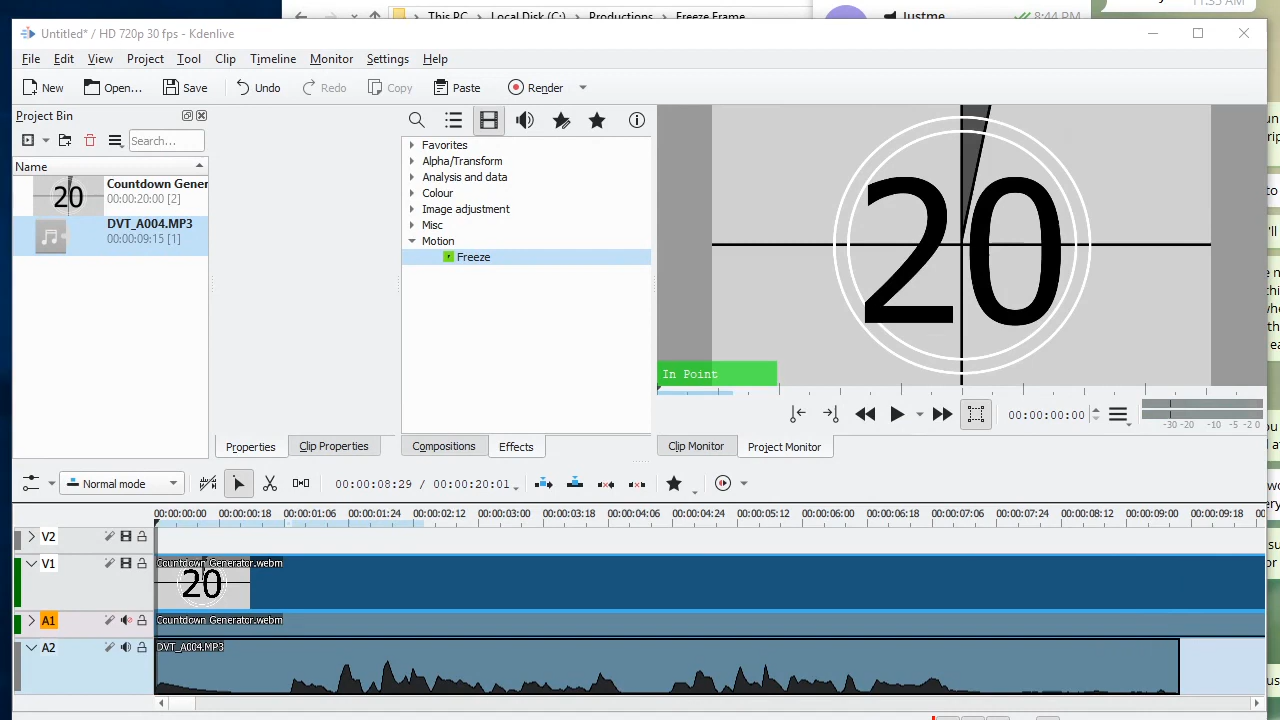 This PC
Local Disk (C:)
Productions
Freeze Frame
Justme
8:44 PM
11:35 AM
Untitled* / HD 720p 30 fps - Kdenlive
File Edit View Project Tool Clip Timeline Monitor Settings Help
New Open... Save Undo Redo Copy Paste Render
Project Bin
Search...
Name
20
Countdown Gener
00:00:20:00 [2]
DVT_A004.MP3
00:00:09:15 [1]
Favorites
Alpha/Transform
Analysis and data
Colour
Image adjustment
Misc
Motion
Freeze
20
In Point
00:00:00:00
-30 -20 -10 -5 -2 0
Properties Clip Properties Compositions Effects Clip Monitor Project Monitor
Normal mode
00:00:08:29 / 00:00:20:01
00:00:00:00 00:00:00:18 00:00:01:06 00:00:01:24 00:00:02:12 00:00:03:00 00:00:03:18 00:00:04:06 00:00:04:24 00:00:05:12 00:00:06:00 00:00:06:18 00:00:07:06 00:00:07:24 00:00:08:12 00:00:09:00 00:00:09:18 00
V2
V1
Countdown Generator.webm
20
A1
Countdown Generator.webm
A2
DVT_A004.MP3